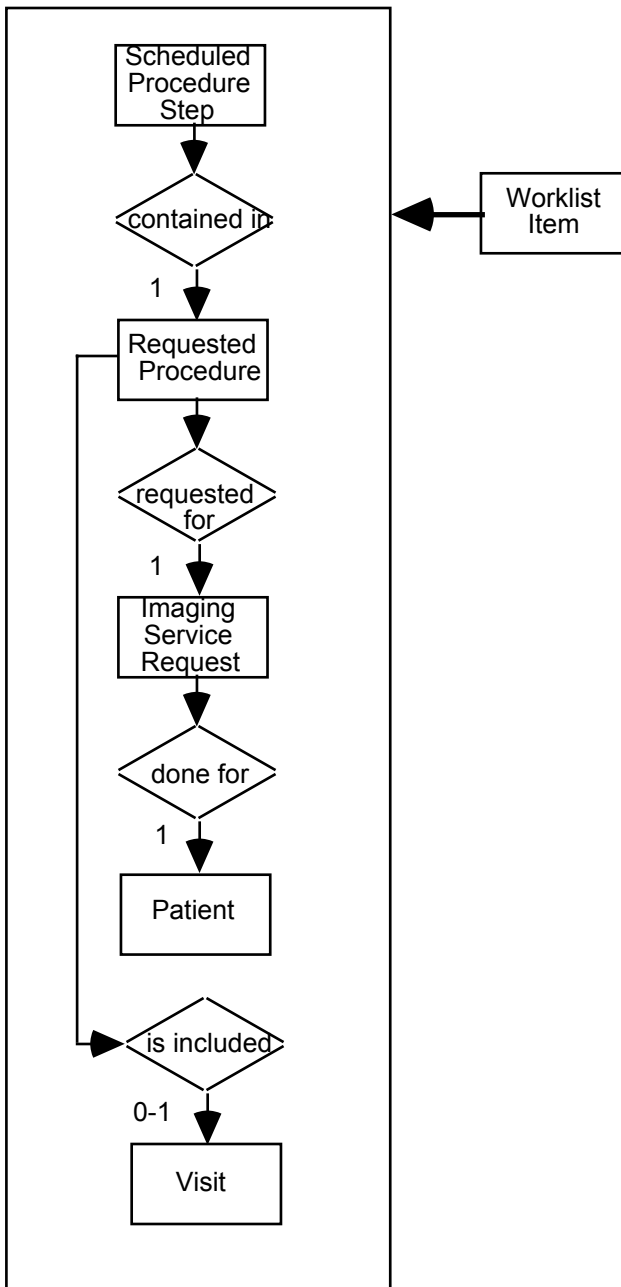 Scheduled
Procedure
Step
contained in
1
Requested
Procedure
requested
for
1
Imaging
Service
Request
done for
1
Patient
is included
0-1
Visit
Worklist
Item